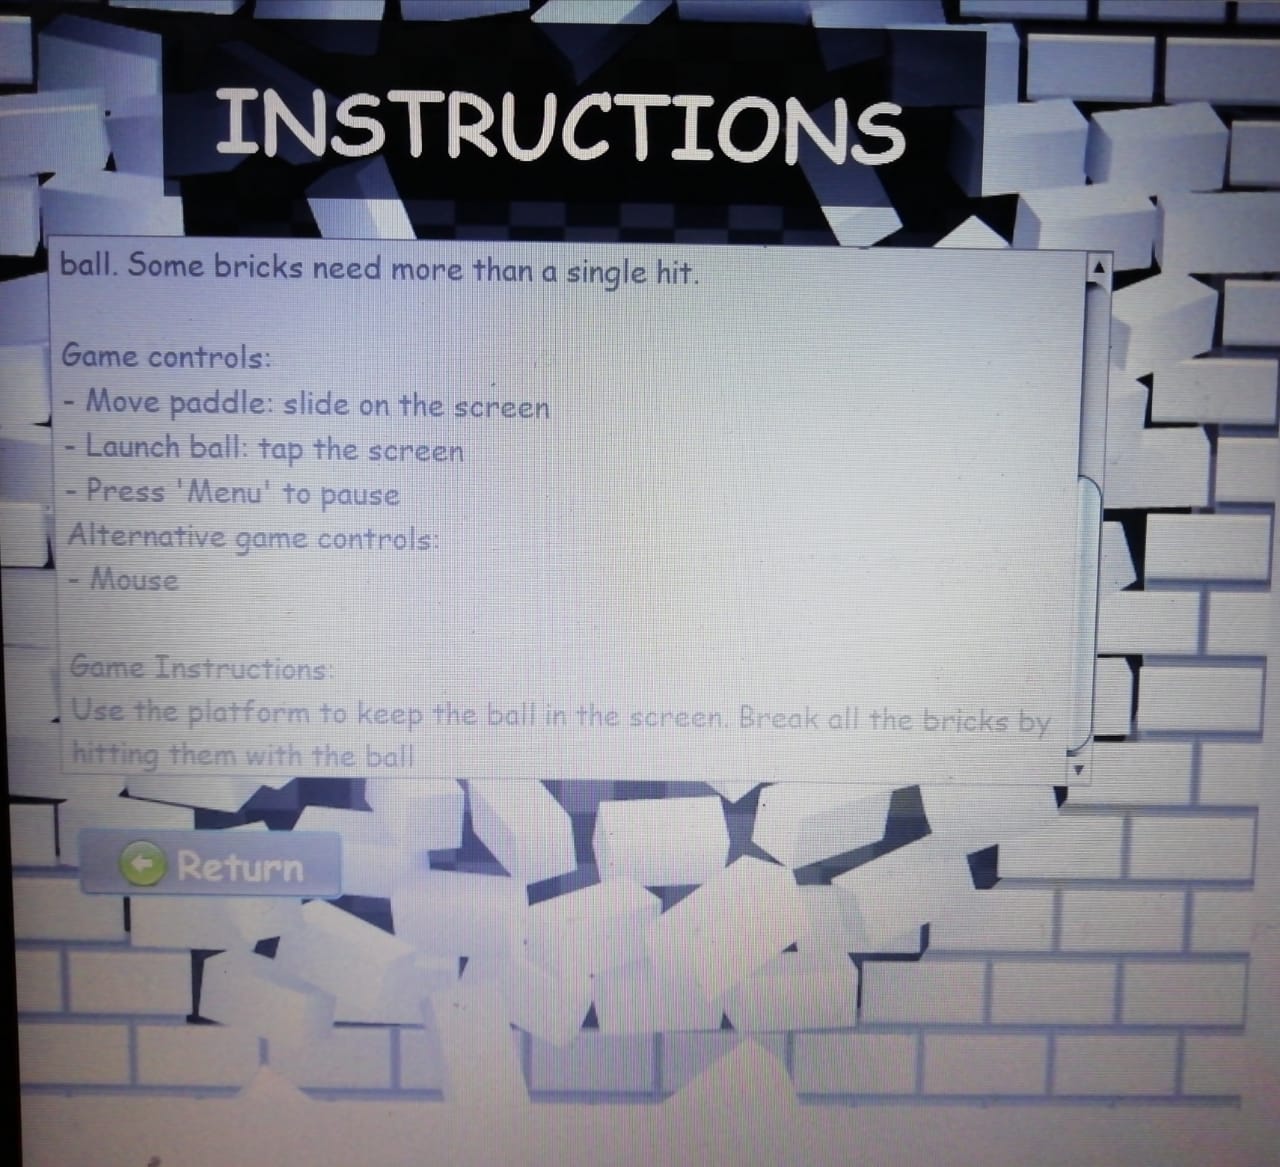 INSTRUCTIONS
ball. Some bricks need more than a single hit.
Game controls:
- Move paddle: slide on the screen
- Launch ball: tap the screen
- Press 'Menu' to pause
Alternative game controls:
- Mouse
Game Instructions:
Use the platform to keep the ball in the screen. Break all the bricks by
hitting them with the ball
Return